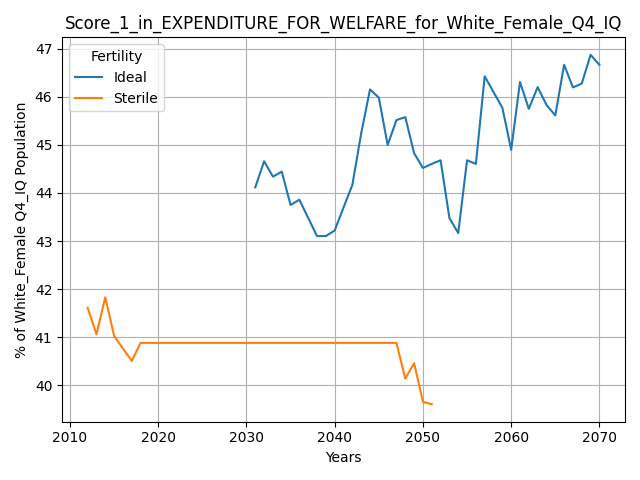 Score_1_in_EXPENDITURE_FOR_WELFARE_for_White_Female_Q4_IQ
Fertility
Ideal
Sterile
% of White_Female Q4_IQ Population
47
46
45
44
43
42
41
40
2010
2020
2030
2040
2050
2060
2070
Years